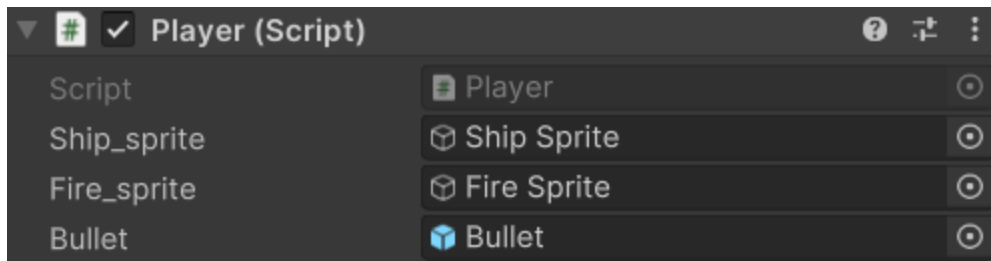 Player (Script)
Script Player
Ship_sprite Ship Sprite
Fire_sprite Fire Sprite
Bullet Bullet